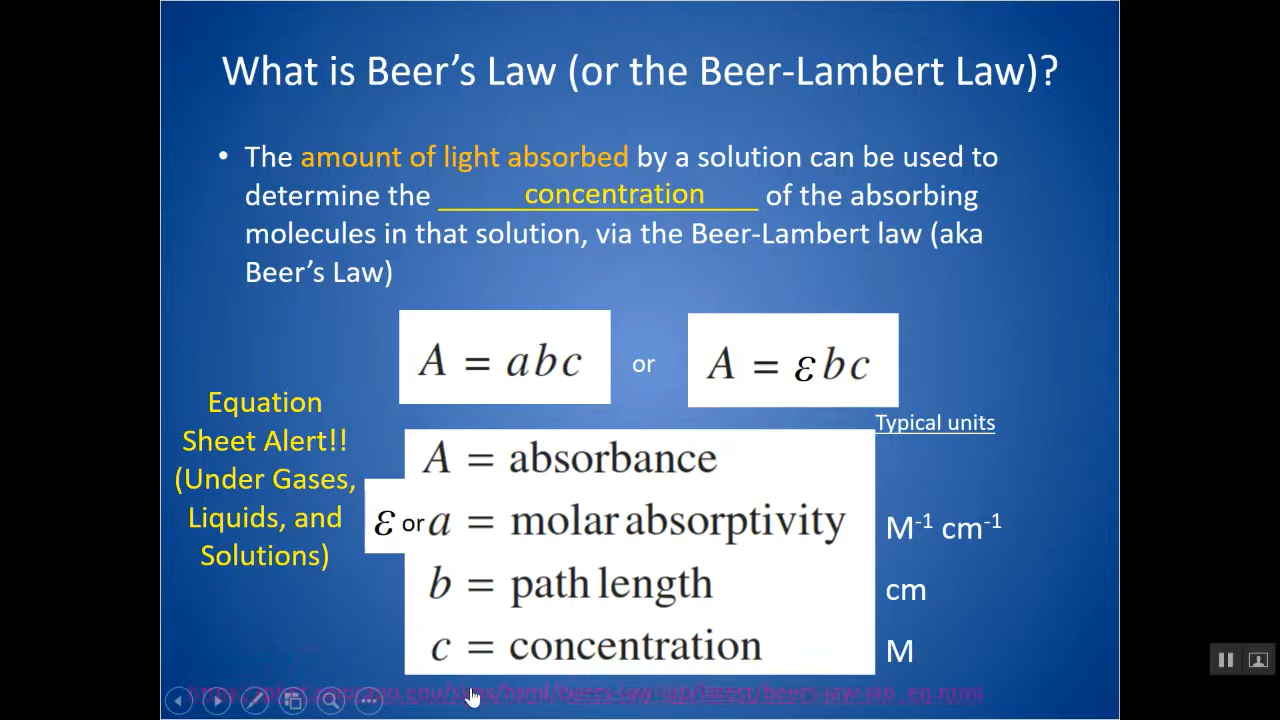 What is Beer's Law (or the Beer-Lambert Law)?
• The amount of light absorbed by a solution can be used to
determine the concentration of the absorbing
molecules in that solution, via the Beer-Lambert law (aka
Beer's Law)
A = abc or A = εbc
Equation
Sheet Alert!!
(Under Gases,
Liquids, and
Solutions)
Typical units
A = absorbance
ε or a = molar absorptivity M⁻¹ cm⁻¹
b = path length cm
c = concentration M